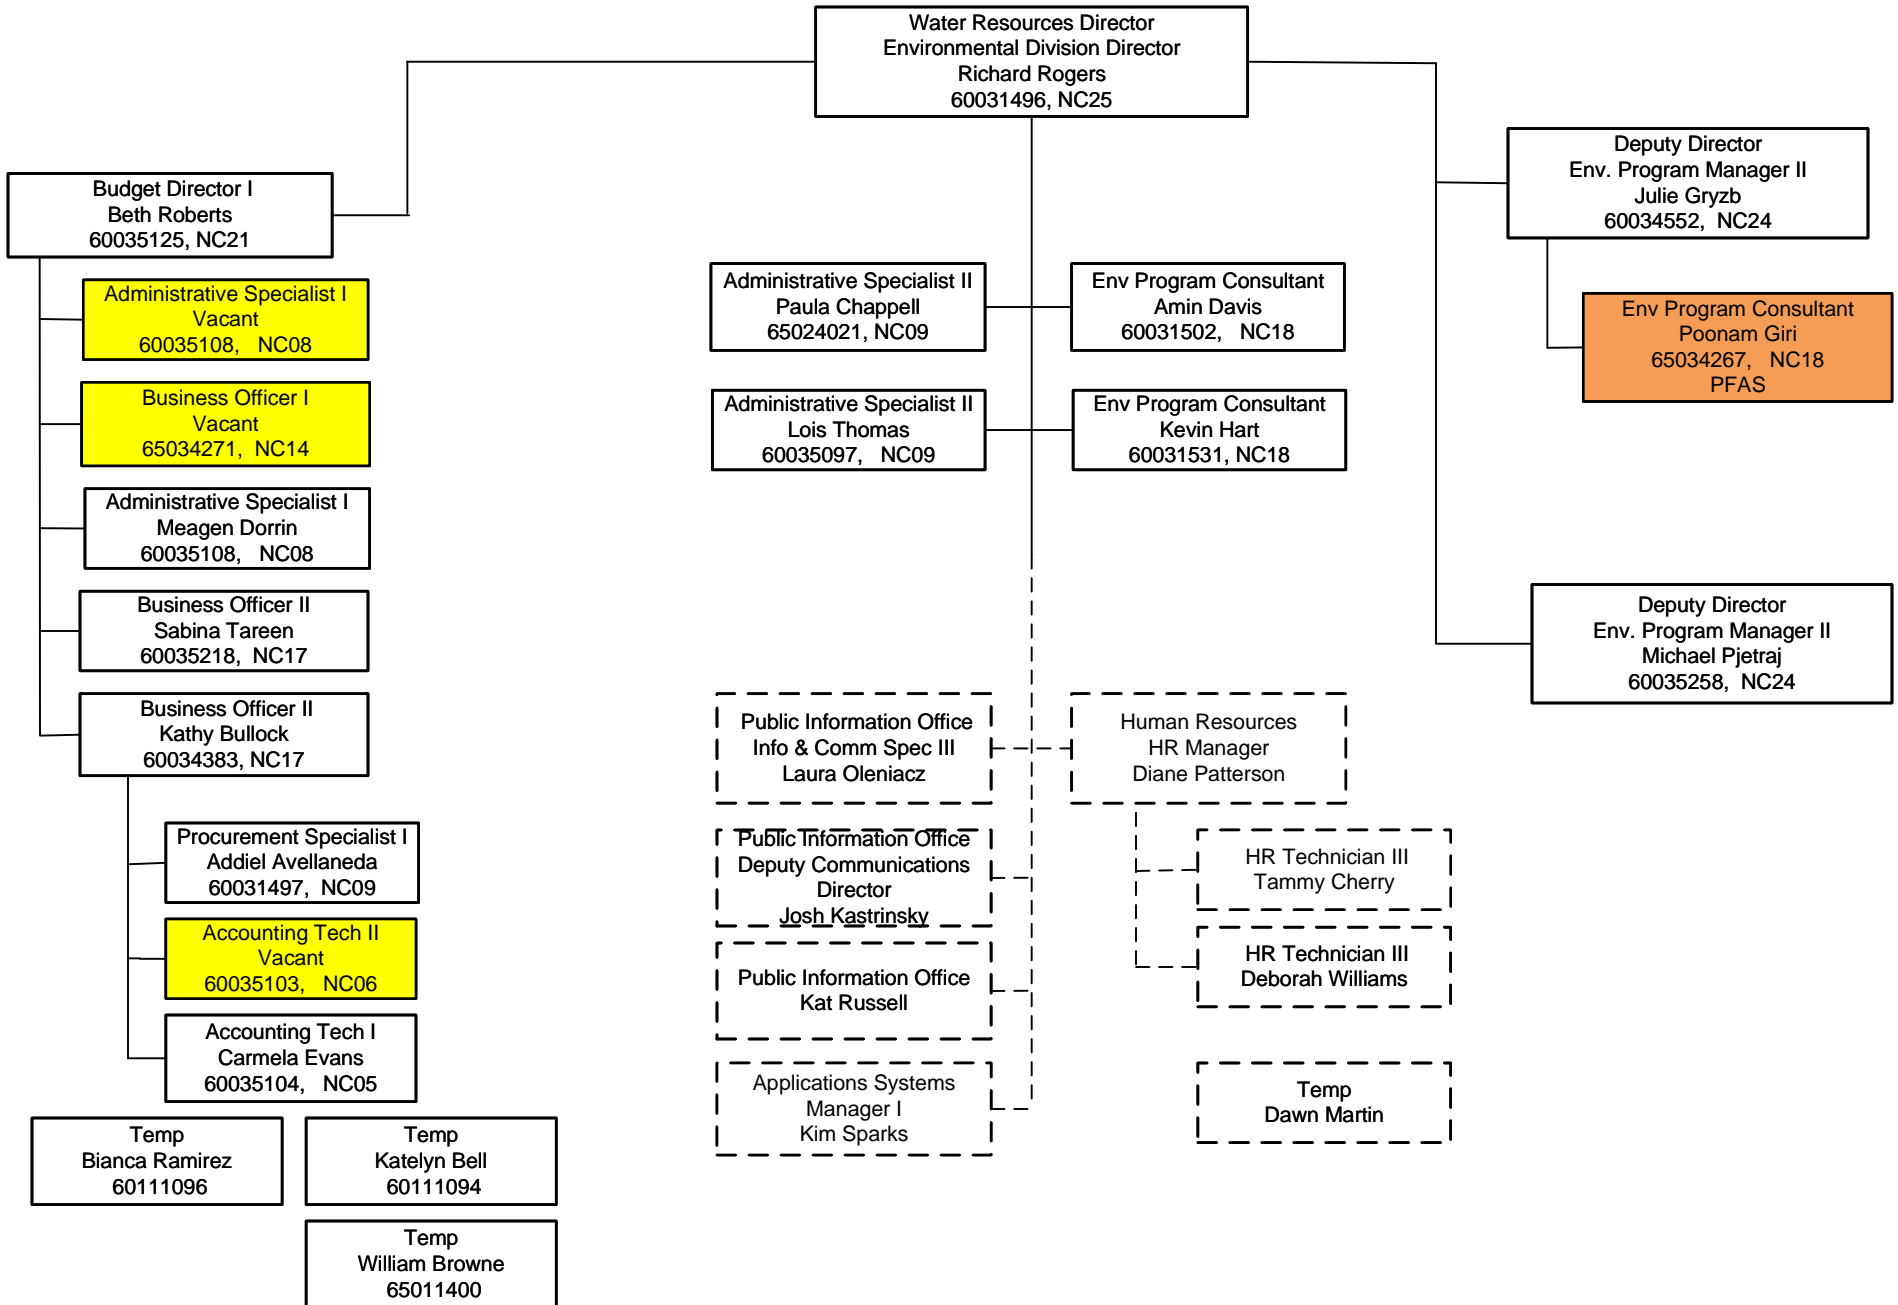 Water Resources Director
Environmental Division Director
Richard Rogers
60031496, NC25
Budget Director I
Beth Roberts
60035125, NC21
Administrative Specialist I
Vacant
60035108, NC08
Business Officer I
Vacant
65034271, NC14
Administrative Specialist I
Meagen Dorrin
60035108, NC08
Business Officer II
Sabina Tareen
60035218, NC17
Business Officer II
Kathy Bullock
60034383, NC17
Procurement Specialist I
Addiel Avellaneda
60031497, NC09
Accounting Tech II
Vacant
60035103, NC06
Accounting Tech I
Carmela Evans
60035104, NC05
Temp
Bianca Ramirez
60111096
Temp
Katelyn Bell
60111094
Temp
William Browne
65011400
Administrative Specialist II
Paula Chappell
65024021, NC09
Env Program Consultant
Amin Davis
60031502, NC18
Administrative Specialist II
Lois Thomas
60035097, NC09
Env Program Consultant
Kevin Hart
60031531, NC18
Public Information Office
Info & Comm Spec III
Laura Oleniacz
Human Resources
HR Manager
Diane Patterson
Public Information Office
Deputy Communications
Director
Josh Kastrinsky
HR Technician III
Tammy Cherry
Public Information Office
Kat Russell
HR Technician III
Deborah Williams
Applications Systems
Manager I
Kim Sparks
Temp
Dawn Martin
Deputy Director
Env. Program Manager II
Julie Gryzb
60034552, NC24
Env Program Consultant
Poonam Giri
65034267, NC18
PFAS
Deputy Director
Env. Program Manager II
Michael Pjetraj
60035258, NC24